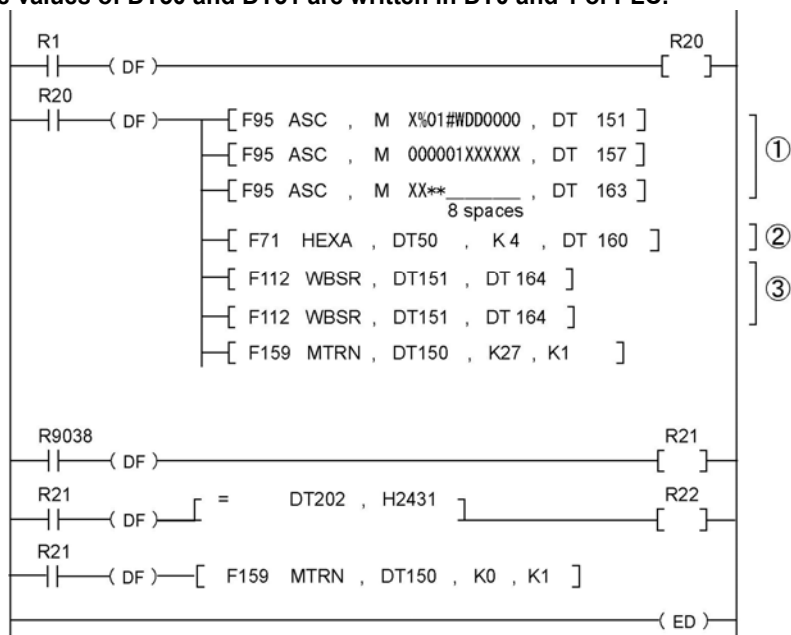 e values of DT50 and DT51 are written in DT0 and 1 of PLC.
R1 R20
( DF )
R20
( DF ) [ F95 ASC , M X%01#WDD0000 , DT 151 ]
[ F95 ASC , M 000001XXXXXX , DT 157 ] ①
[ F95 ASC , M XX**________ , DT 163 ]
8 spaces
[ F71 HEXA , DT50 , K4 , DT 160 ] ②
[ F112 WBSR , DT151 , DT 164 ] ③
[ F112 WBSR , DT151 , DT 164 ]
[ F159 MTRN , DT150 , K27 , K1 ]
R9038 R21
( DF )
R21 R22
( DF ) [ = DT202 , H2431 ]
R21
( DF ) [ F159 MTRN , DT150 , K0 , K1 ]
( ED )